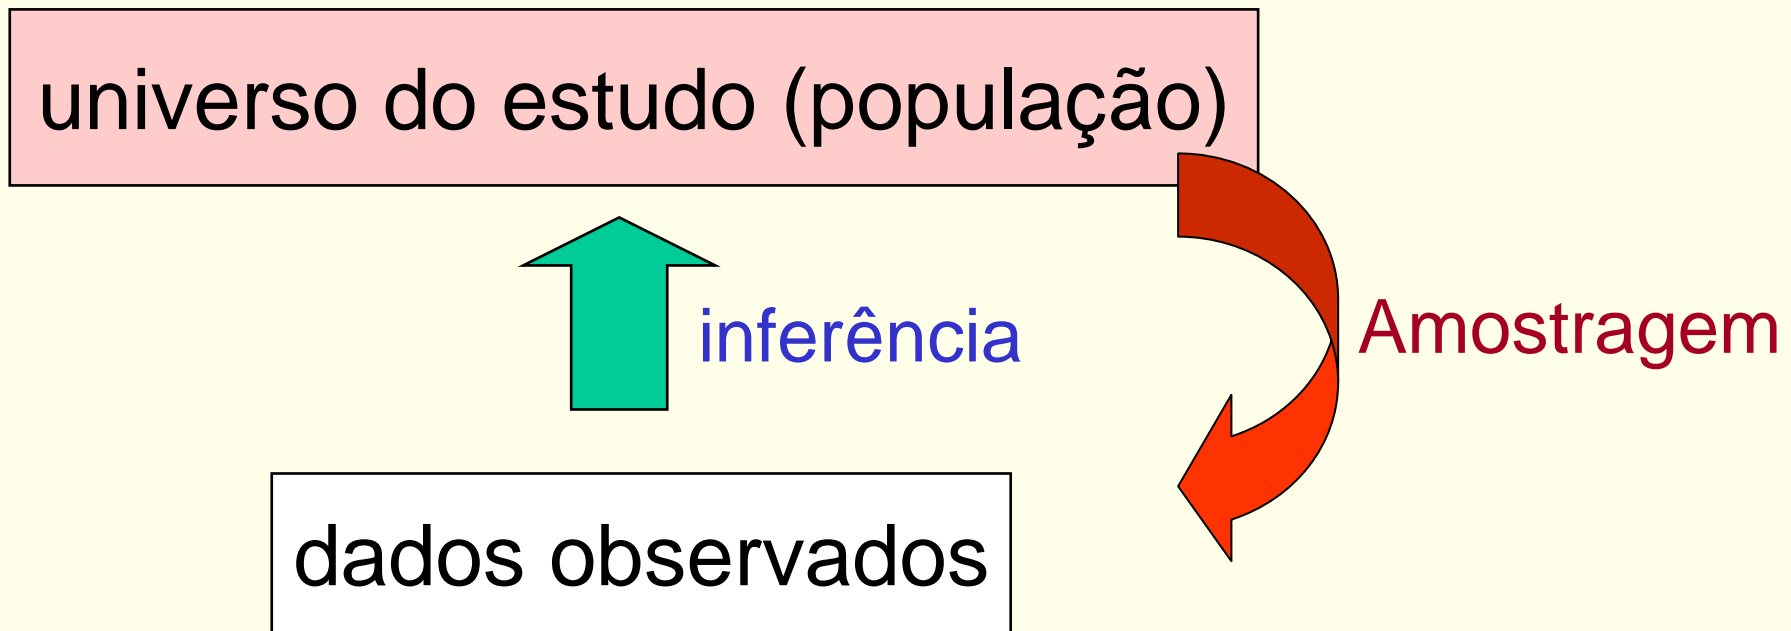 universo do estudo (população)
inferência
Amostragem
dados observados